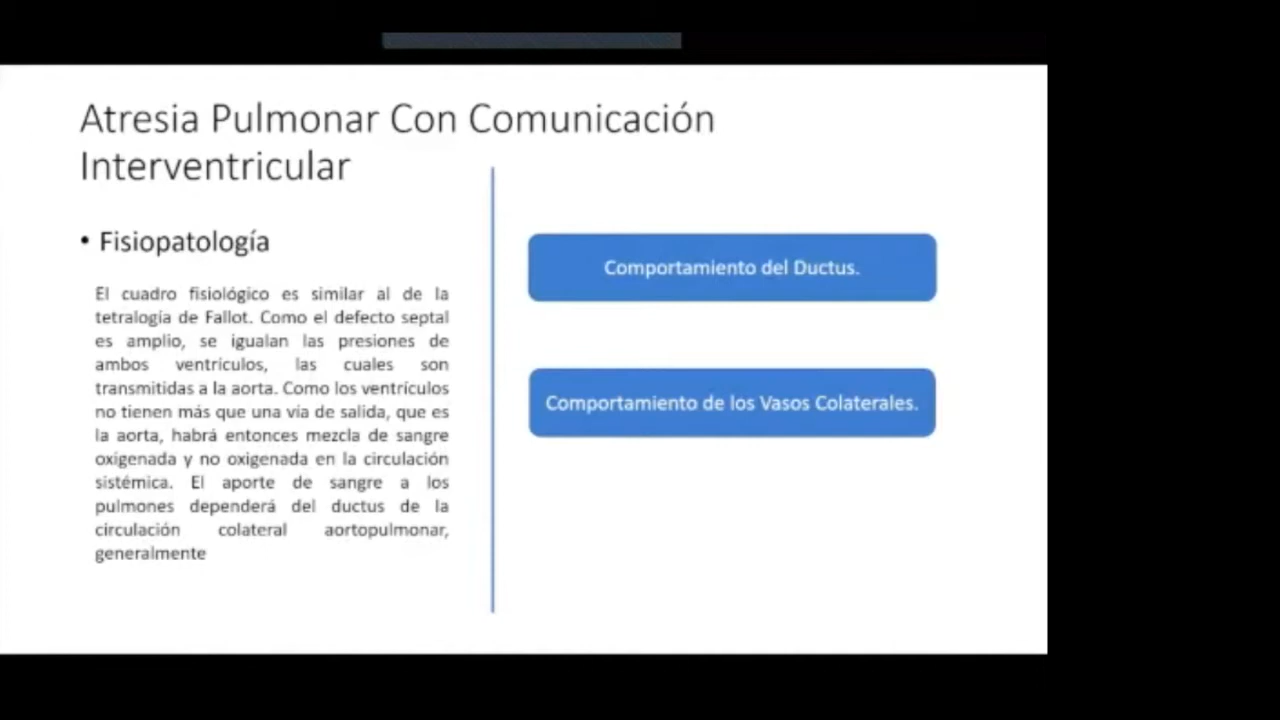 Atresia Pulmonar Con Comunicación
Interventricular
• Fisiopatología
El cuadro fisiológico es similar al de la
tetralogía de Fallot. Como el defecto septal
es amplio, se igualan las presiones de
ambos ventrículos, las cuales son
transmitidas a la aorta. Como los ventrículos
no tienen más que una vía de salida, que es
la aorta, habrá entonces mezcla de sangre
oxigenada y no oxigenada en la circulación
sistémica. El aporte de sangre a los
pulmones dependerá del ductus de la
circulación colateral aortopulmonar,
generalmente
Comportamiento del Ductus.
Comportamiento de los Vasos Colaterales.